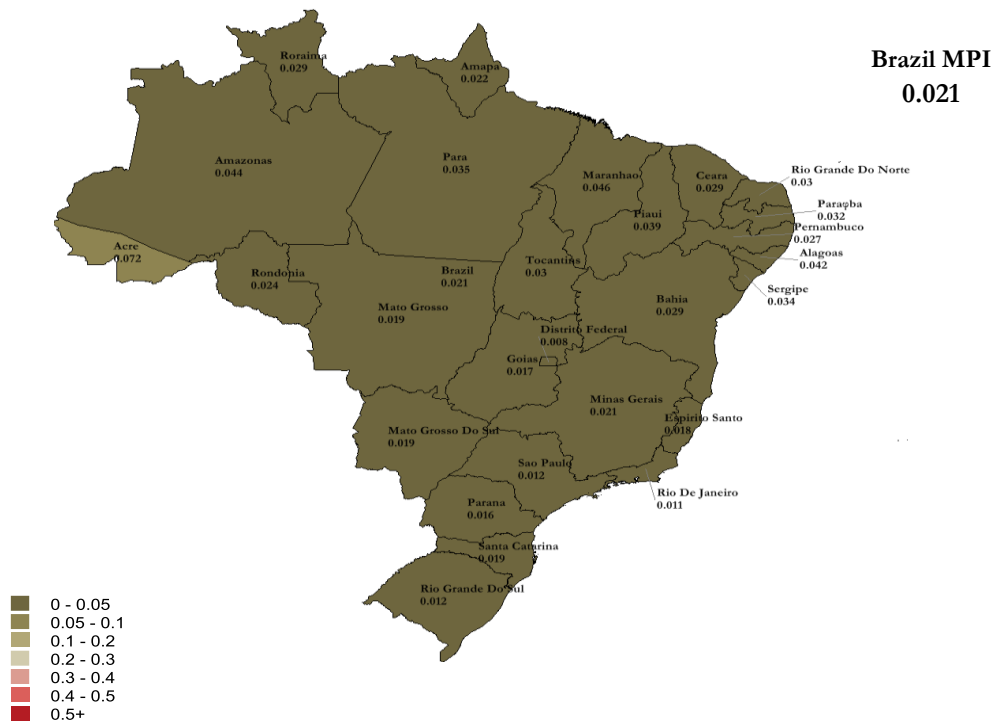 Brazil MPI
0.021
Roraima
0.029
Amapa
0.022
Amazonas
0.044
Para
0.035
Maranhao
0.046
Ceara
0.029
Rio Grande Do Norte
0.03
Piaui
0.039
Paraφba
0.032
Pernambuco
0.027
Alagoas
0.042
Sergipe
0.034
Acre
0.072
Rondonia
0.024
Brazil
0.021
Tocantins
0.03
Mato Grosso
0.019
Bahia
0.029
Distrito Federal
0.008
Goias
0.017
Minas Gerais
0.021
Espirito Santo
0.018
Mato Grosso Do Sul
0.019
Sao Paulo
0.012
Rio De Janeiro
0.011
Parana
0.016
Santa Catarina
0.019
Rio Grande Do Sul
0.012
0 - 0.05
0.05 - 0.1
0.1 - 0.2
0.2 - 0.3
0.3 - 0.4
0.4 - 0.5
0.5+